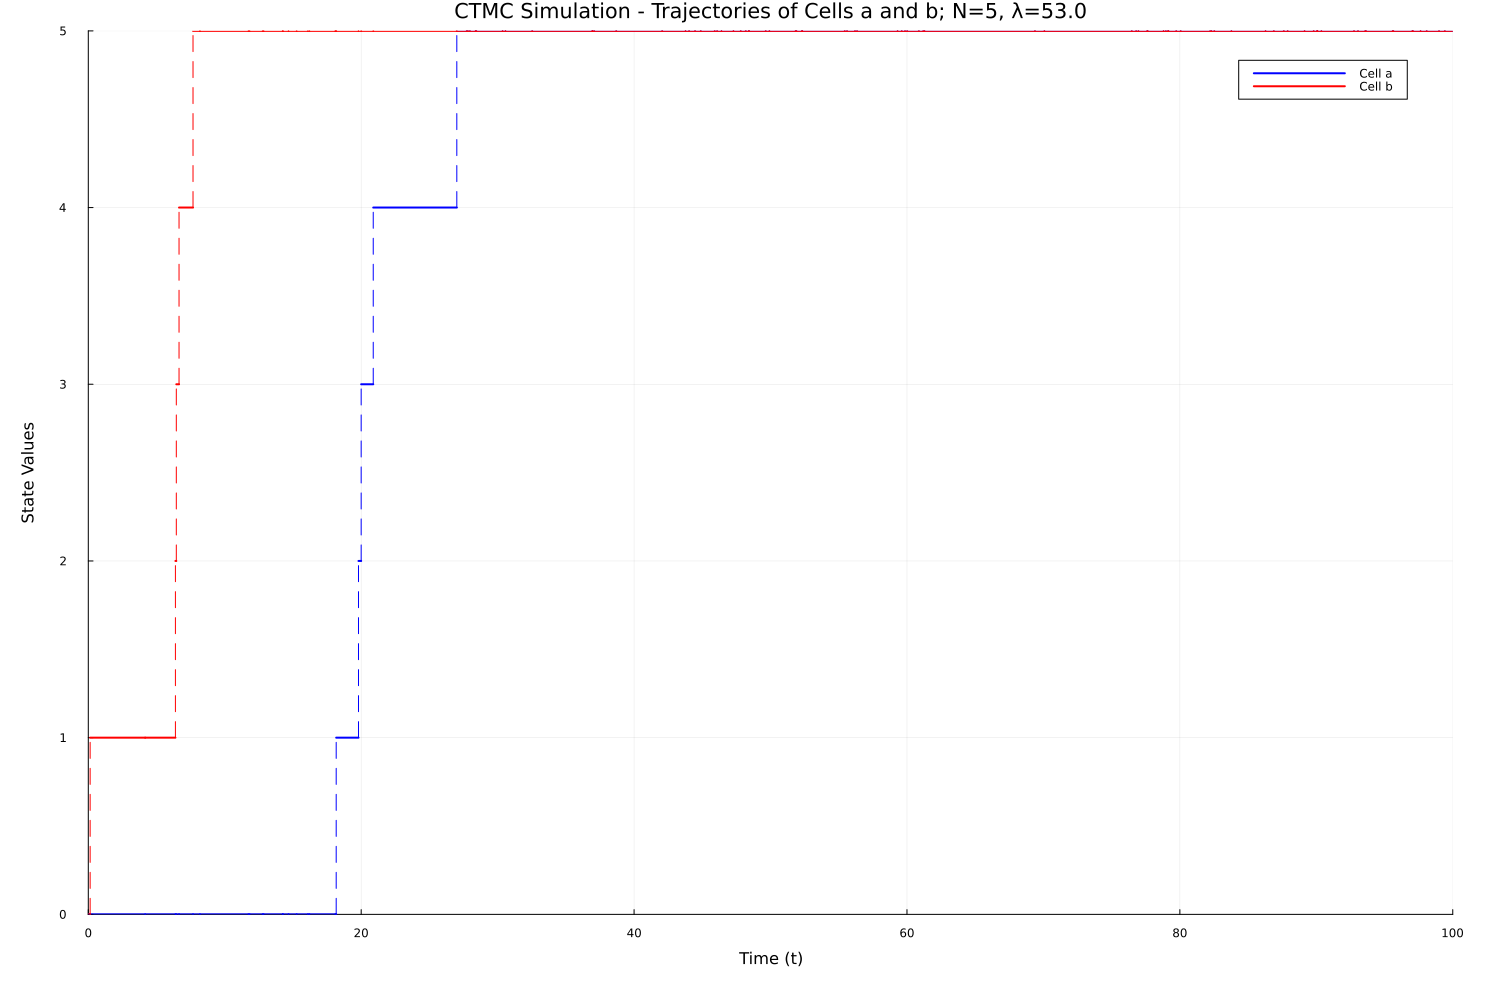 CTMC Simulation - Trajectories of Cells a and b; N=5, λ=53.0
5
Cell a
Cell b
4
3
State Values
2
1
0
0 20 40 60 80 100
Time (t)